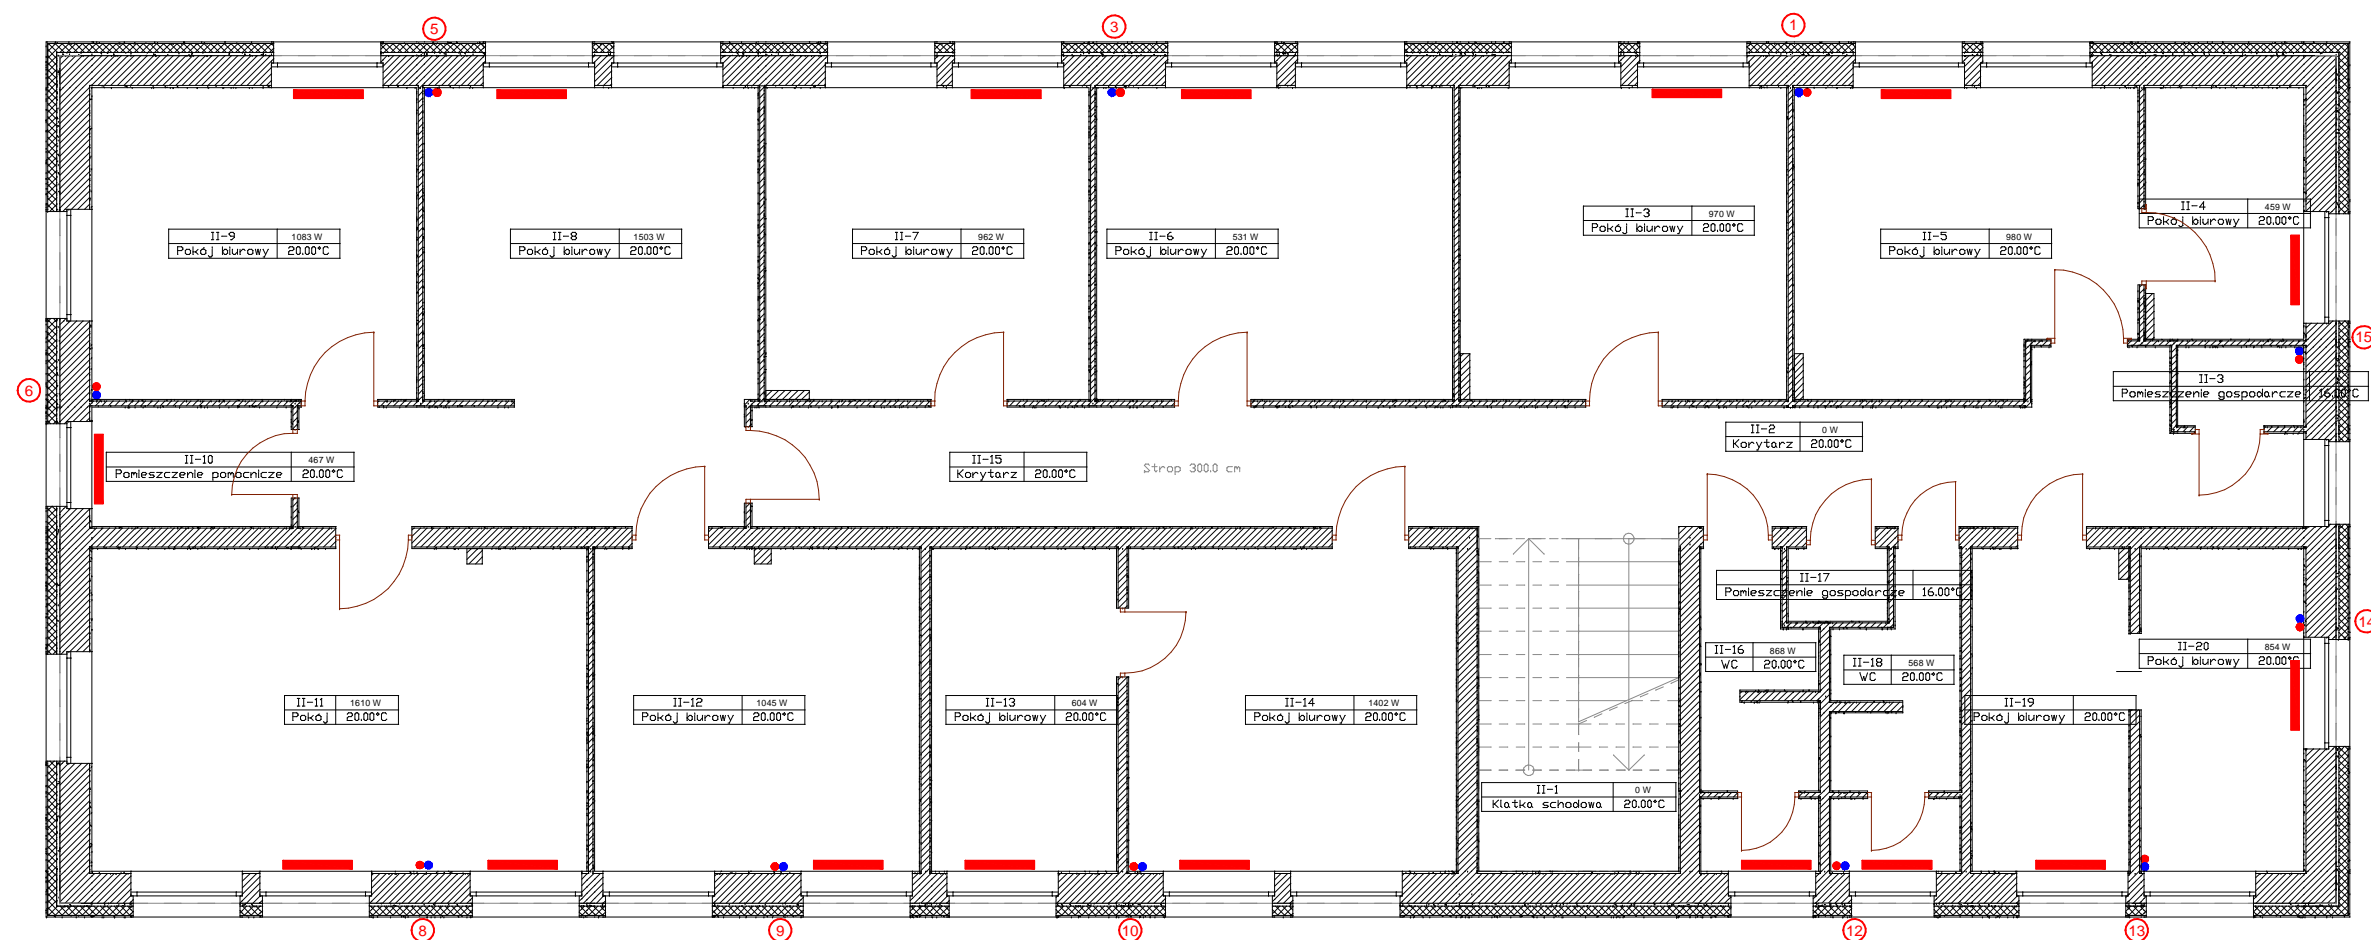 5
3
1
II-9 1083 W
Pokój biurowy 20.00°C
II-8 1503 W
Pokój biurowy 20.00°C
II-7 962 W
Pokój biurowy 20.00°C
II-6 531 W
Pokój biurowy 20.00°C
II-3 970 W
Pokój biurowy 20.00°C
II-5 980 W
Pokój biurowy 20.00°C
II-4 459 W
Pokój biurowy 20.00°C
15
6
II-3
Pomieszczenie gospodarcze 16.00°C
II-10 467 W
Pomieszczenie pomocnicze 20.00°C
II-15
Korytarz 20.00°C
Strop 300.0 cm
II-2 0 W
Korytarz 20.00°C
II-17
Pomieszczenie gospodarcze 16.00°C
14
II-16 868 W
WC 20.00°C
II-18 568 W
WC 20.00°C
II-20 854 W
Pokój biurowy 20.00°C
II-11 1610 W
Pokój 20.00°C
II-12 1045 W
Pokój biurowy 20.00°C
II-13 604 W
Pokój biurowy 20.00°C
II-14 1402 W
Pokój biurowy 20.00°C
II-19
Pokój biurowy 20.00°C
II-1 0 W
Klatka schodowa 20.00°C
8
9
10
12
13